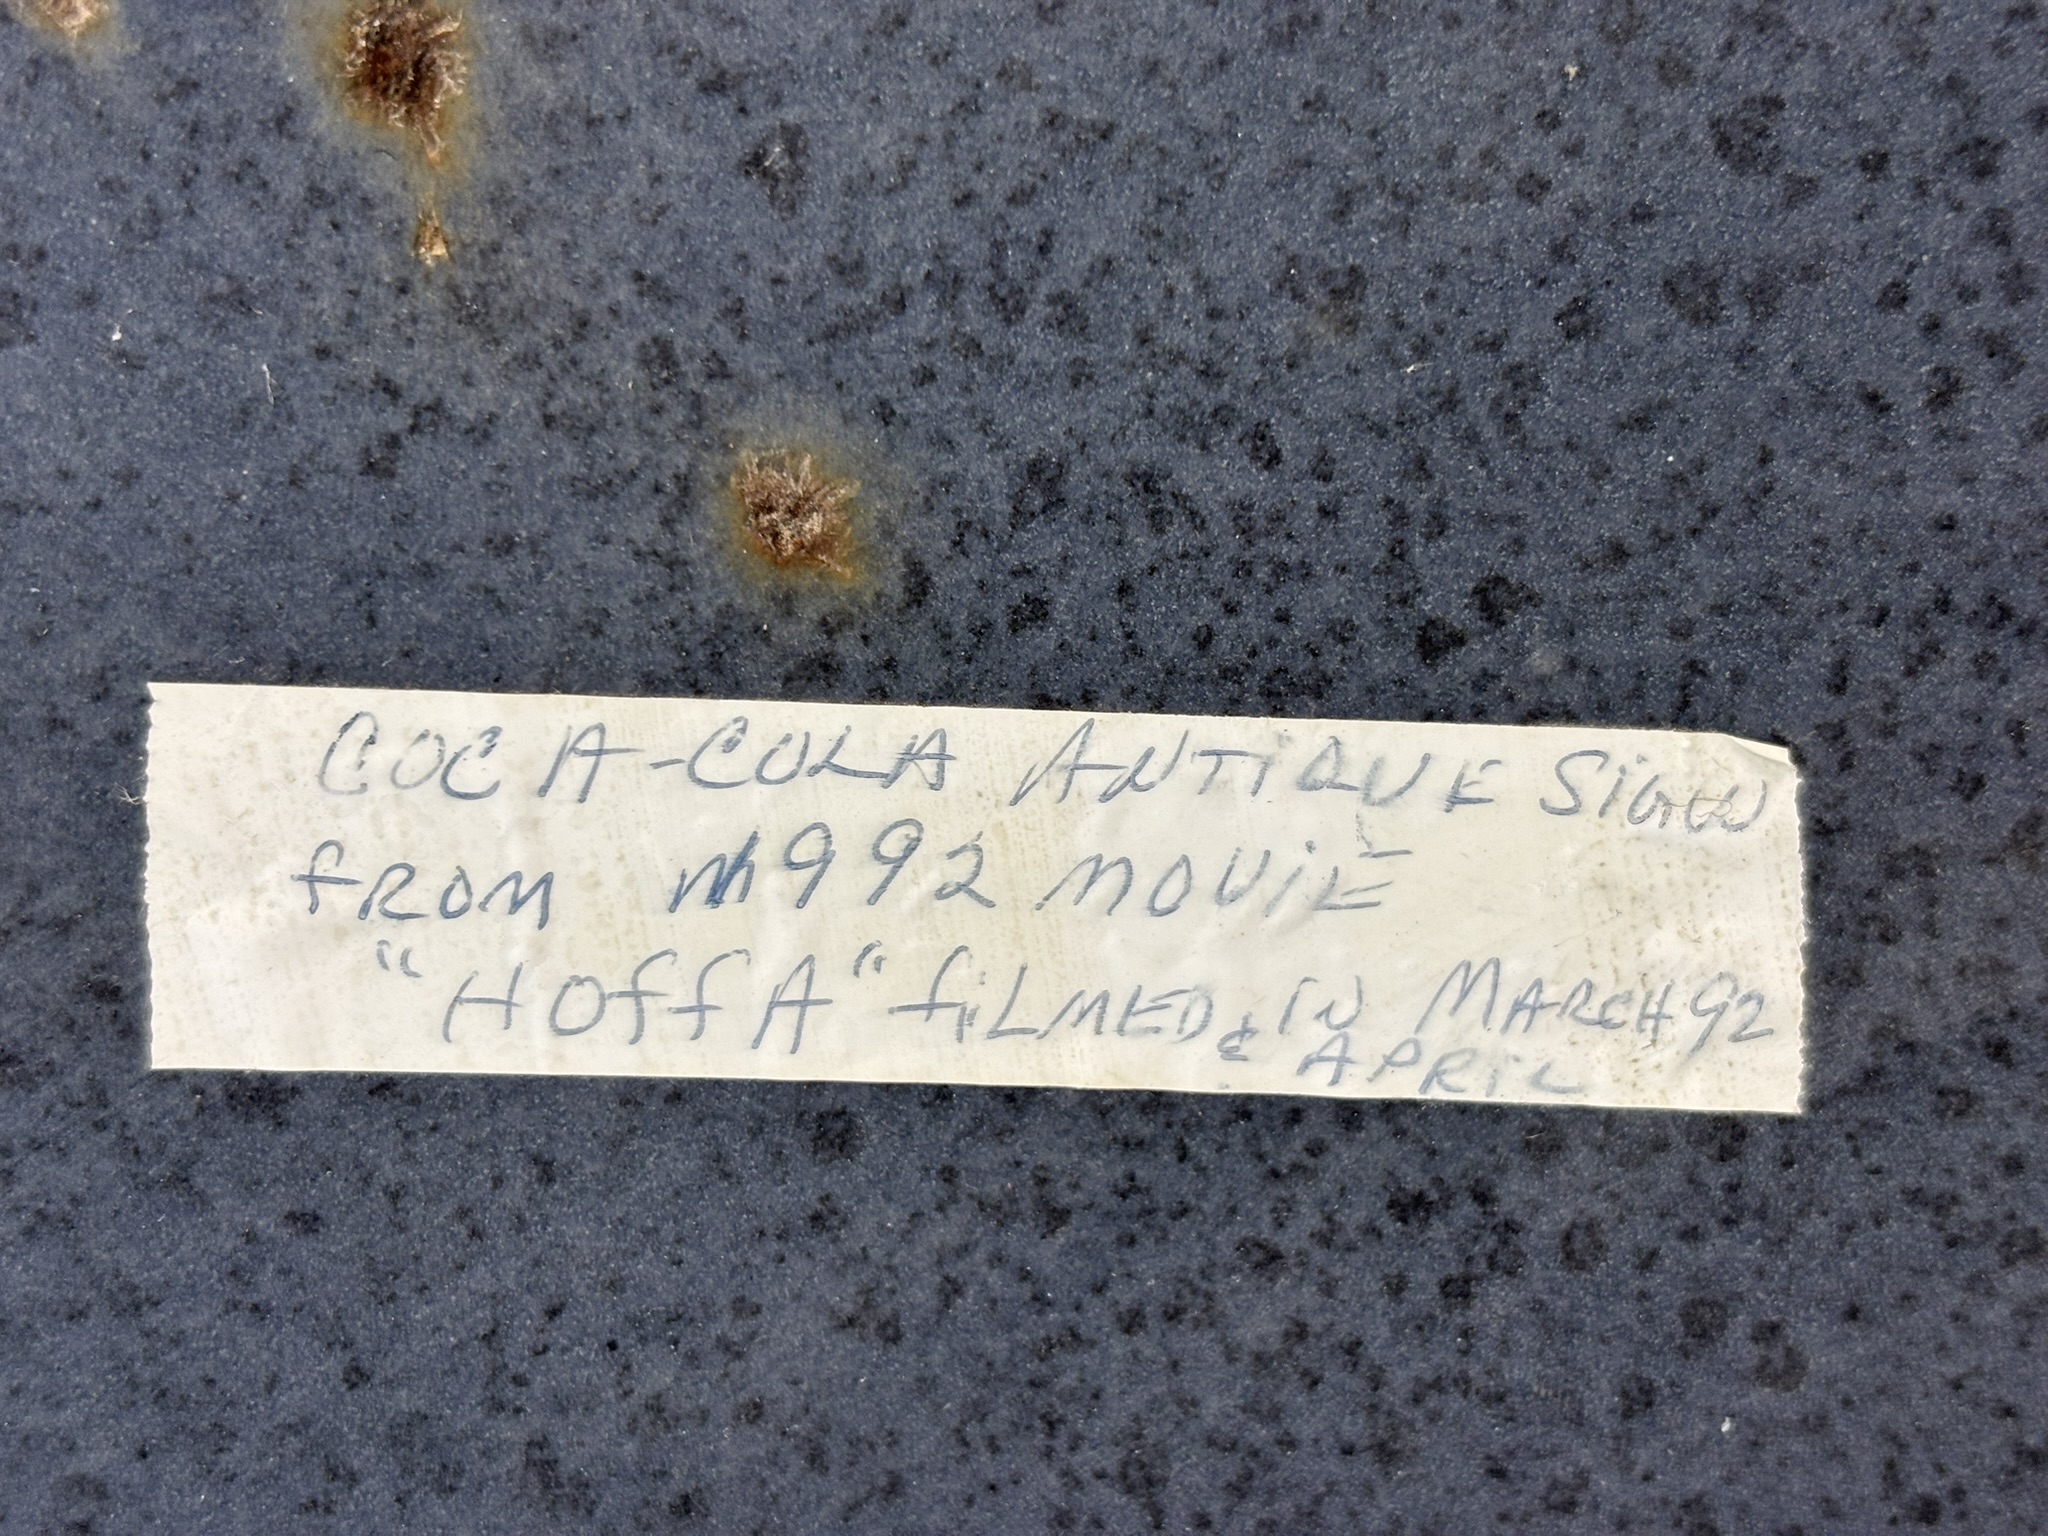 COCA-COLA ANTIQUE SiGN
fROM 1992 MOViE
"HOffA" fiLMED IN MARCH 92
& APRiL